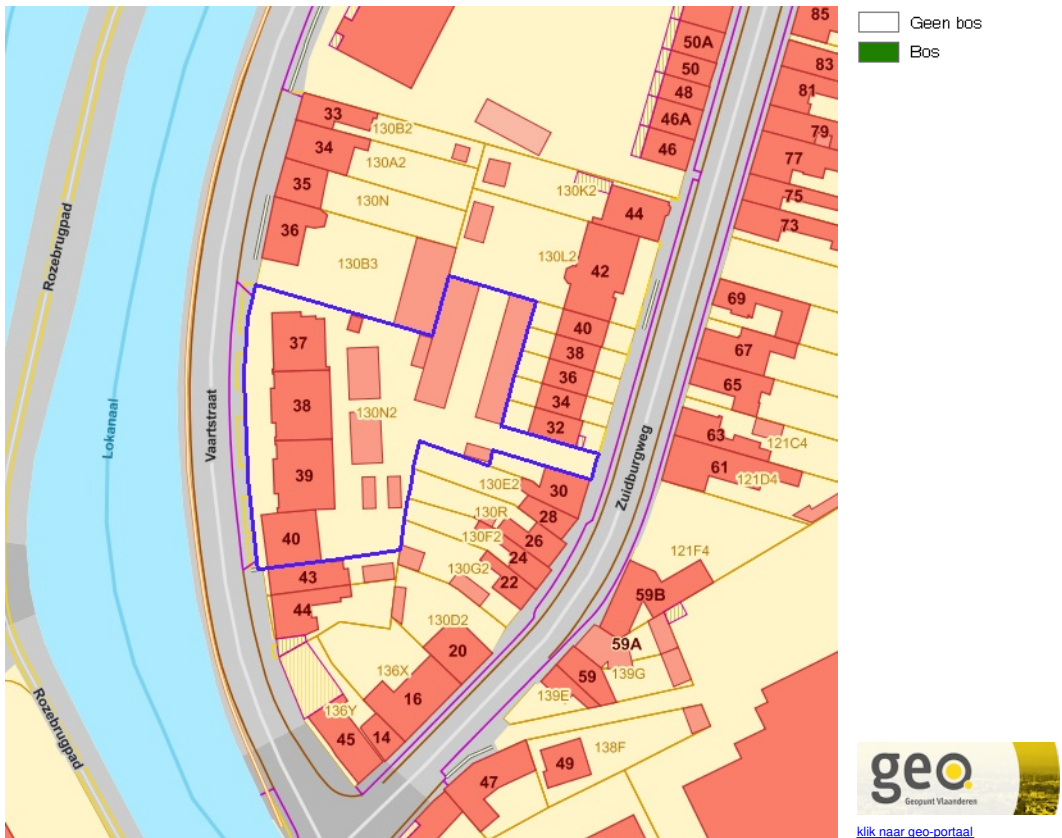 Geen bos
Bos
85
50A
50
48
46A
46
83
81
79
77
75
73
33
130B2
34
130A2
35
130N
36
130B3
130K2
44
130L2
42
69
67
65
63
121C4
61
121D4
40
38
36
34
32
37
38
130N2
39
40
43
44
130E2
130R
130F2
130G2
130D2
30
28
26
24
22
20
121F4
59B
59A
59
139G
139E
136X
16
136Y
14
45
47
49
138F
Rozebrugpad
Lokanaal
Vaartstraat
Zuidburgweg
Rozebrugpad
geo
Geopunt Vlaanderen
klik naar geo-portaal